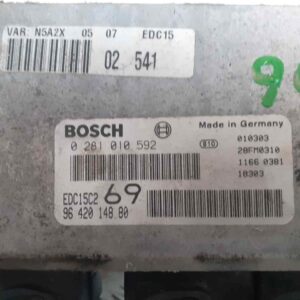 VAR: N5A2X 05 07 EDC15
02 541
BOSCH
Made in Germany
0 281 010 592
010303
28FM0310
1166 0381
10303
EDC15C2 69
96 420 148 80